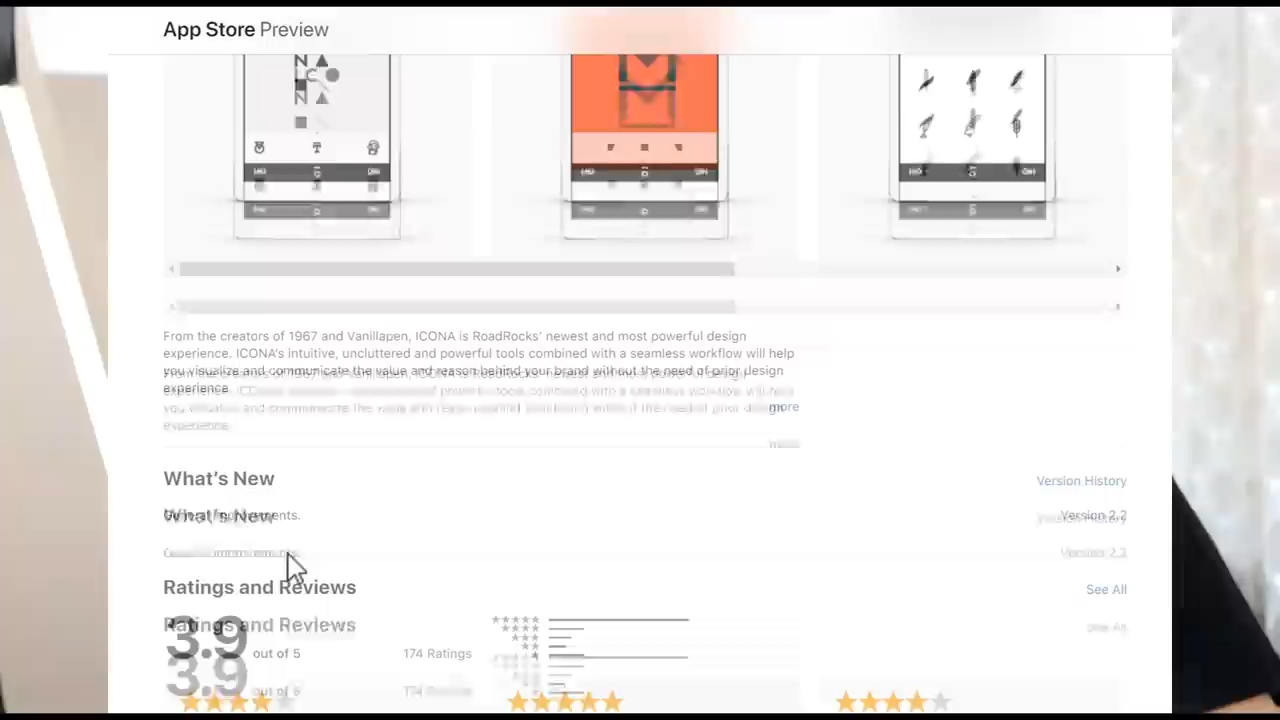 App Store Preview
From the creators of 1967 and Vanillapen, ICONA is RoadRocks' newest and most powerful design
experience. ICONA's intuitive, uncluttered and powerful tools combined with a seamless workflow will help
you visualize and communicate the value and reason behind your brand without the need of prior design
experience.
more
What's New
Version History
General improvements.
Version 2.2
Ratings and Reviews
See All
3.9 out of 5
174 Ratings